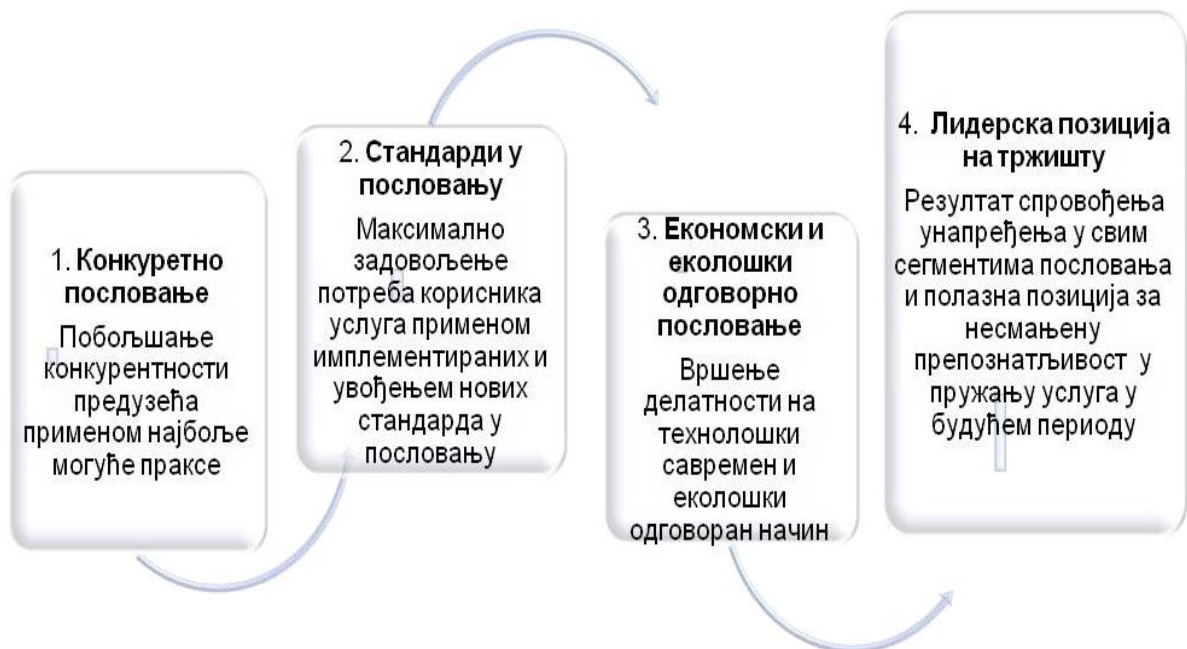 1. Конкуретно
пословање
Побољшање
конкурентности
предузећа
применом најбоље
могуће праксе
2. Стандарди у
пословању
Максимално
задовољење
потреба корисника
услуга применом
имплементираних и
увођењем нових
стандарда у
пословању
3. Економски и
еколошки
одговорно
пословање
Вршење
делатности на
технолошки
савремен и
еколошки
одговоран начин
4. Лидерска позиција
на тржишту
Резултат спровођења
унапређења у свим
сегментима пословања
и полазна позиција за
несмањену
препознатљивост у
пружању услуга у
будућем периоду